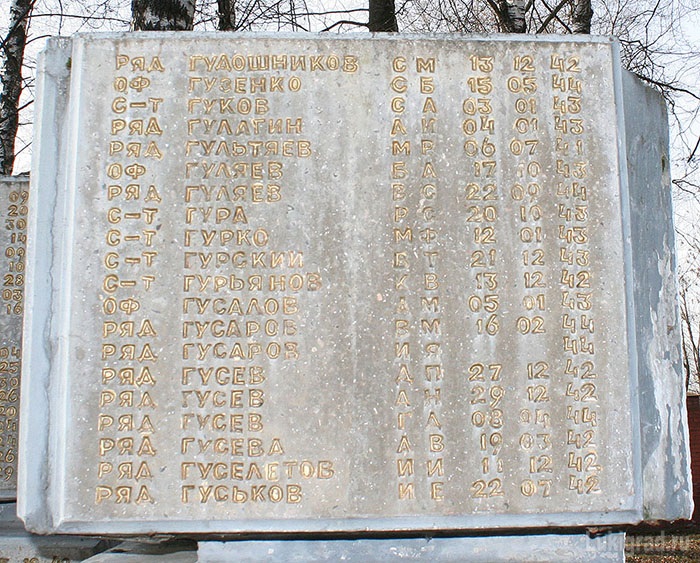 РЯД ГУДОШНИКОВ С М 13 12 42
ОФ ГУЗЕНКО С Б 15 05 44
С-Т ГУКОВ С А 03 01 43
РЯД ГУЛАГИН А И 04 01 43
РЯД ГУЛЬТЯЕВ М Р 06 07 41
ОФ ГУЛЯЕВ Б А 17 10 43
РЯД ГУЛЯЕВ В С 22 09 44
С-Т ГУРА Р С 20 10 43
С-Т ГУРКО М Ф 12 01 43
С-Т ГУРСКИИ Е Т 21 12 43
С-Т ГУРЬЯНОВ К В 13 12 42
ОФ ГУСАЛОВ А М 05 01 43
РЯД ГУСАРОВ В М 16 02 44
РЯД ГУСАРОВ И Я 44
РЯД ГУСЕВ Д П 27 12 42
РЯД ГУСЕВ А Н 29 12 42
РЯД ГУСЕВ Г А 08 04 44
РЯД ГУСЕВА А В 19 03 42
РЯД ГУСЕЛЕТОВ И И 11 12 42
РЯД ГУСЬКОВ И Е 22 07 42